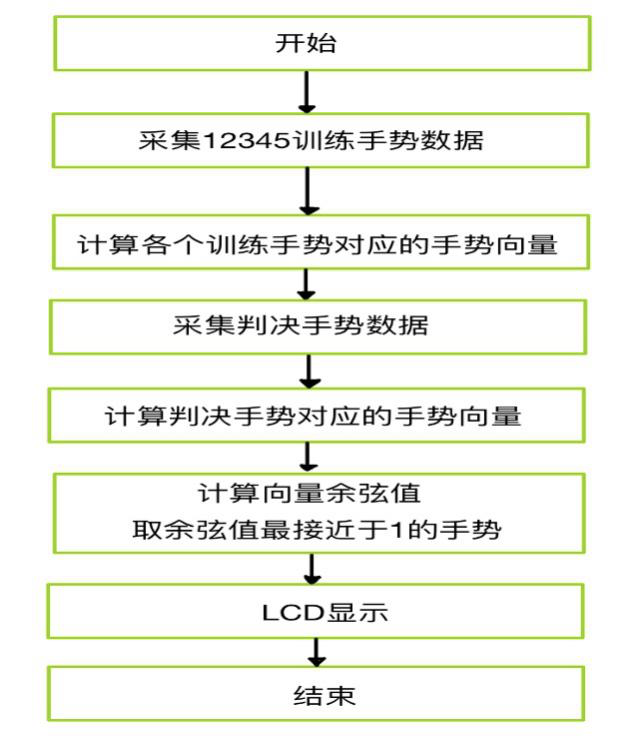 开始
采集12345训练手势数据
计算各个训练手势对应的手势向量
采集判决手势数据
计算判决手势对应的手势向量
计算向量余弦值
取余弦值最接近于1的手势
LCD显示
结束